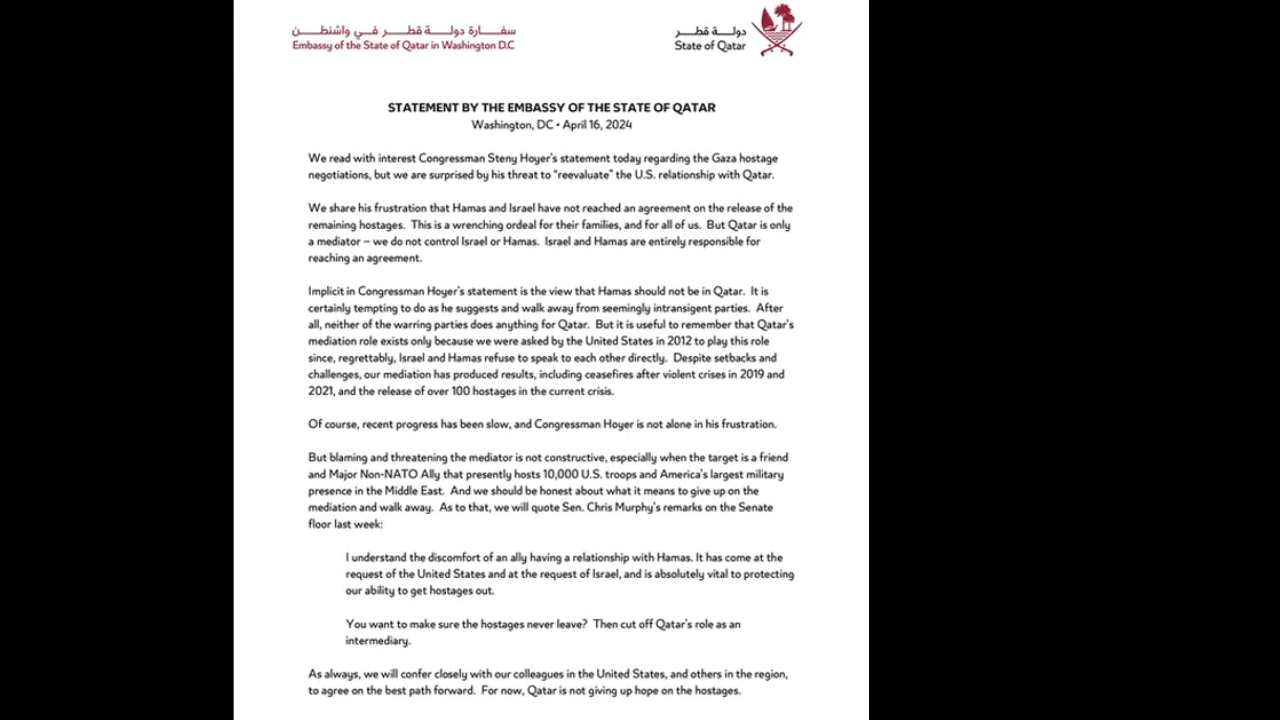 سفــــارة دولــــة قطــــر فــــي واشنطــــن
Embassy of the State of Qatar in Washington D.C
دولــــة قطــــر
State of Qatar
STATEMENT BY THE EMBASSY OF THE STATE OF QATAR
Washington, DC • April 16, 2024
We read with interest Congressman Steny Hoyer's statement today regarding the Gaza hostage
negotiations, but we are surprised by his threat to "reevaluate" the U.S. relationship with Qatar.
We share his frustration that Hamas and Israel have not reached an agreement on the release of the
remaining hostages. This is a wrenching ordeal for their families, and for all of us. But Qatar is only
a mediator – we do not control Israel or Hamas. Israel and Hamas are entirely responsible for
reaching an agreement.
Implicit in Congressman Hoyer's statement is the view that Hamas should not be in Qatar. It is
certainly tempting to do as he suggests and walk away from seemingly intransigent parties. After
all, neither of the warring parties does anything for Qatar. But it is useful to remember that Qatar's
mediation role exists only because we were asked by the United States in 2012 to play this role
since, regrettably, Israel and Hamas refuse to speak to each other directly. Despite setbacks and
challenges, our mediation has produced results, including ceasefires after violent crises in 2019 and
2021, and the release of over 100 hostages in the current crisis.
Of course, recent progress has been slow, and Congressman Hoyer is not alone in his frustration.
But blaming and threatening the mediator is not constructive, especially when the target is a friend
and Major Non-NATO Ally that presently hosts 10,000 U.S. troops and America's largest military
presence in the Middle East. And we should be honest about what it means to give up on the
mediation and walk away. As to that, we will quote Sen. Chris Murphy's remarks on the Senate
floor last week:
I understand the discomfort of an ally having a relationship with Hamas. It has come at the
request of the United States and at the request of Israel, and is absolutely vital to protecting
our ability to get hostages out.
You want to make sure the hostages never leave? Then cut off Qatar's role as an
intermediary.
As always, we will confer closely with our colleagues in the United States, and others in the region,
to agree on the best path forward. For now, Qatar is not giving up hope on the hostages.